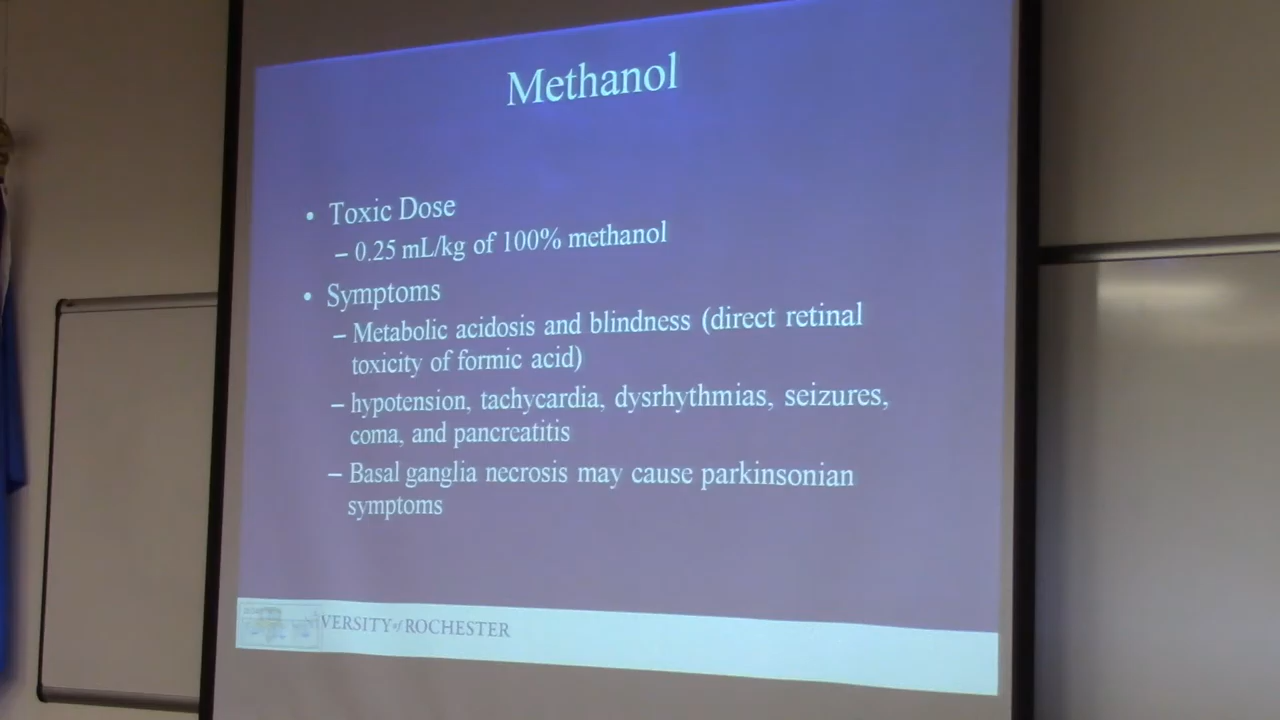 Methanol
• Toxic Dose
– 0.25 mL/kg of 100% methanol
• Symptoms
– Metabolic acidosis and blindness (direct retinal
toxicity of formic acid)
– hypotension, tachycardia, dysrhythmias, seizures,
coma, and pancreatitis
– Basal ganglia necrosis may cause parkinsonian
symptoms
VERSITY of ROCHESTER